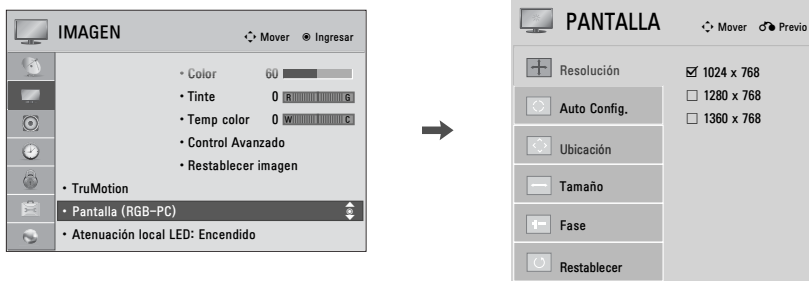 IMAGEN
Mover Ingresar
• Color 60
• Tinte 0 R G
• Temp color 0 W C
• Control Avanzado
• Restablecer imagen
• TruMotion
• Pantalla (RGB-PC)
• Atenuación local LED: Encendido
PANTALLA
Mover Previo
Resolución
Auto Config.
Ubicación
Tamaño
Fase
Restablecer
☑ 1024 x 768
☐ 1280 x 768
☐ 1360 x 768